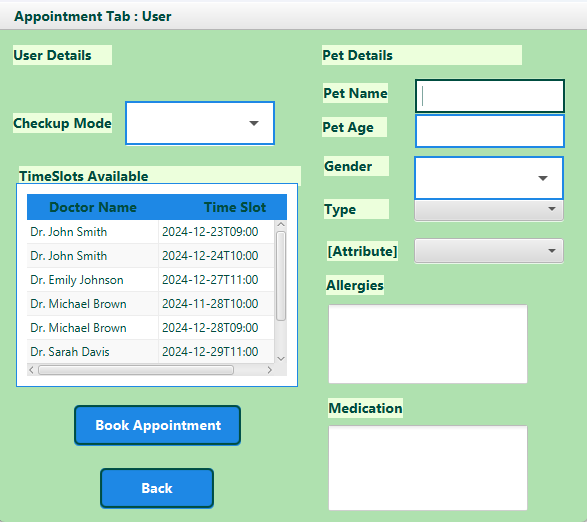 Appointment Tab : User
User Details
Checkup Mode
TimeSlots Available
Doctor Name Time Slot
Dr. John Smith 2024-12-23T09:00
Dr. John Smith 2024-12-24T10:00
Dr. Emily Johnson 2024-12-27T11:00
Dr. Michael Brown 2024-11-28T10:00
Dr. Michael Brown 2024-12-28T09:00
Dr. Sarah Davis 2024-12-29T11:00
Book Appointment
Back
Pet Details
Pet Name
Pet Age
Gender
Type
[Attribute]
Allergies
Medication